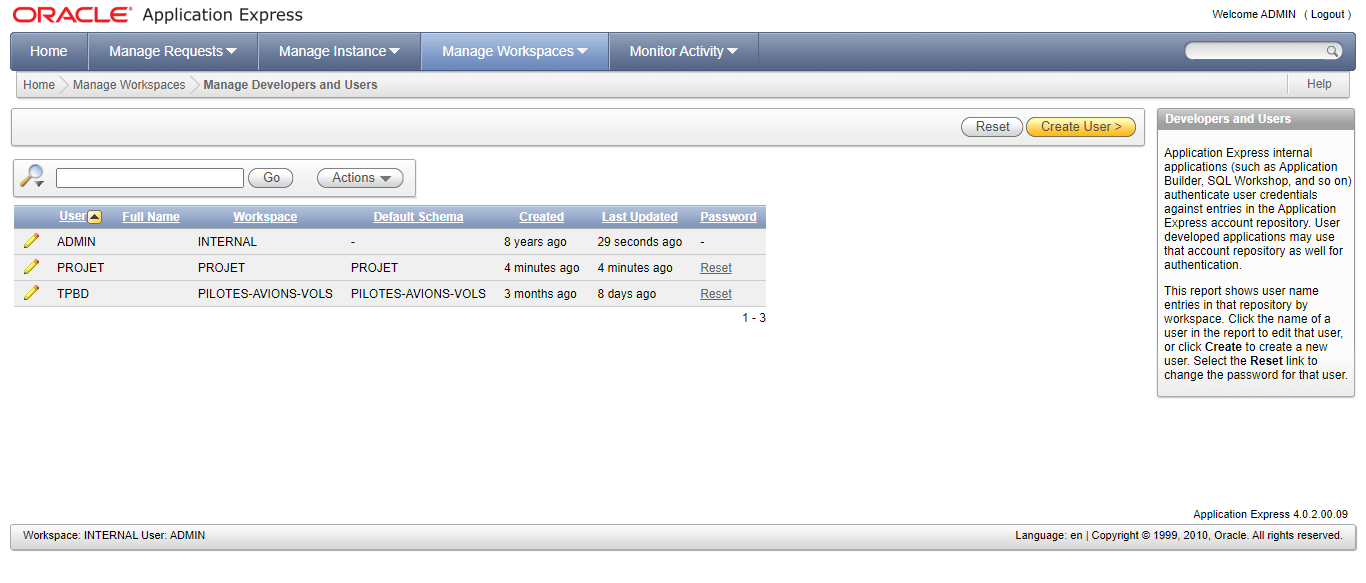 ORACLE Application Express
Welcome ADMIN ( Logout )
Home Manage Requests Manage Instance Manage Workspaces Monitor Activity
Home Manage Workspaces Manage Developers and Users Help
Reset Create User >
Go Actions
User Full Name Workspace Default Schema Created Last Updated Password
ADMIN INTERNAL - 8 years ago 29 seconds ago -
PROJET PROJET PROJET 4 minutes ago 4 minutes ago Reset
TPBD PILOTES-AVIONS-VOLS PILOTES-AVIONS-VOLS 3 months ago 8 days ago Reset
1 - 3
Developers and Users
Application Express internal
applications (such as Application
Builder, SQL Workshop, and so on)
authenticate user credentials
against entries in the Application
Express account repository. User
developed applications may use
that account repository as well for
authentication.
This report shows user name
entries in that repository by
workspace. Click the name of a
user in the report to edit that user,
or click Create to create a new
user. Select the Reset link to
change the password for that user.
Application Express 4.0.2.00.09
Workspace: INTERNAL User: ADMIN
Language: en | Copyright © 1999, 2010, Oracle. All rights reserved.